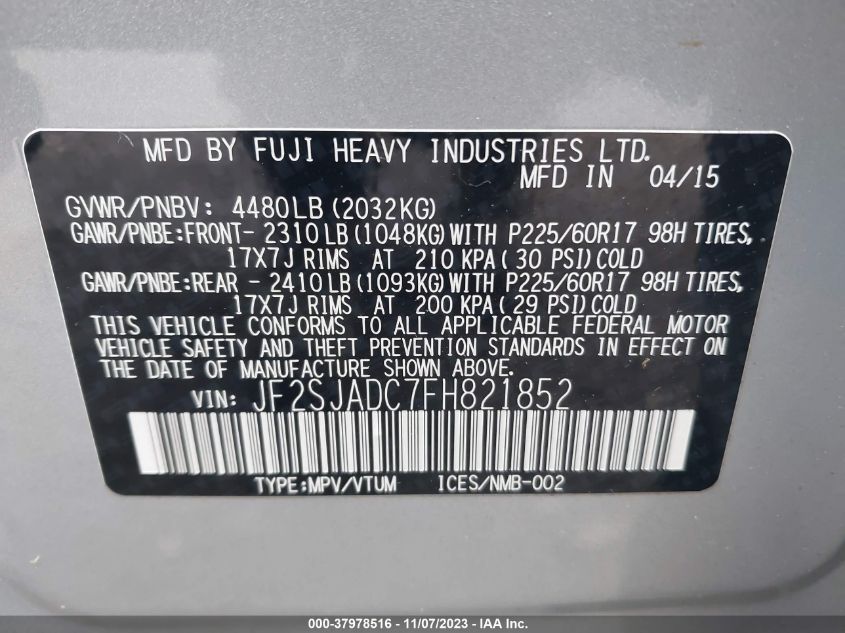 MFD BY FUJI HEAVY INDUSTRIES LTD.
MFD IN 04/15
GVWR/PNBV: 4480LB (2032KG)
GAWR/PNBE:FRONT- 2310LB (1048KG) WITH P225/60R17 98H TIRES,
17X7J RIMS AT 210 KPA ( 30 PSI) COLD
GAWR/PNBE:REAR - 2410LB (1093KG) WITH P225/60R17 98H TIRES,
17X7J RIMS AT 200 KPA ( 29 PSI) COLD
THIS VEHICLE CONFORMS TO ALL APPLICABLE FEDERAL MOTOR
VEHICLE SAFETY AND THEFT PREVENTION STANDARDS IN EFFECT ON
THE DATE OF MANUFACTURE SHOWN ABOVE.
VIN: JF2SJADC7FH821852
TYPE:MPV/VTUM ICES/NMB-002
000-37978516 - 11/07/2023 - IAA Inc.